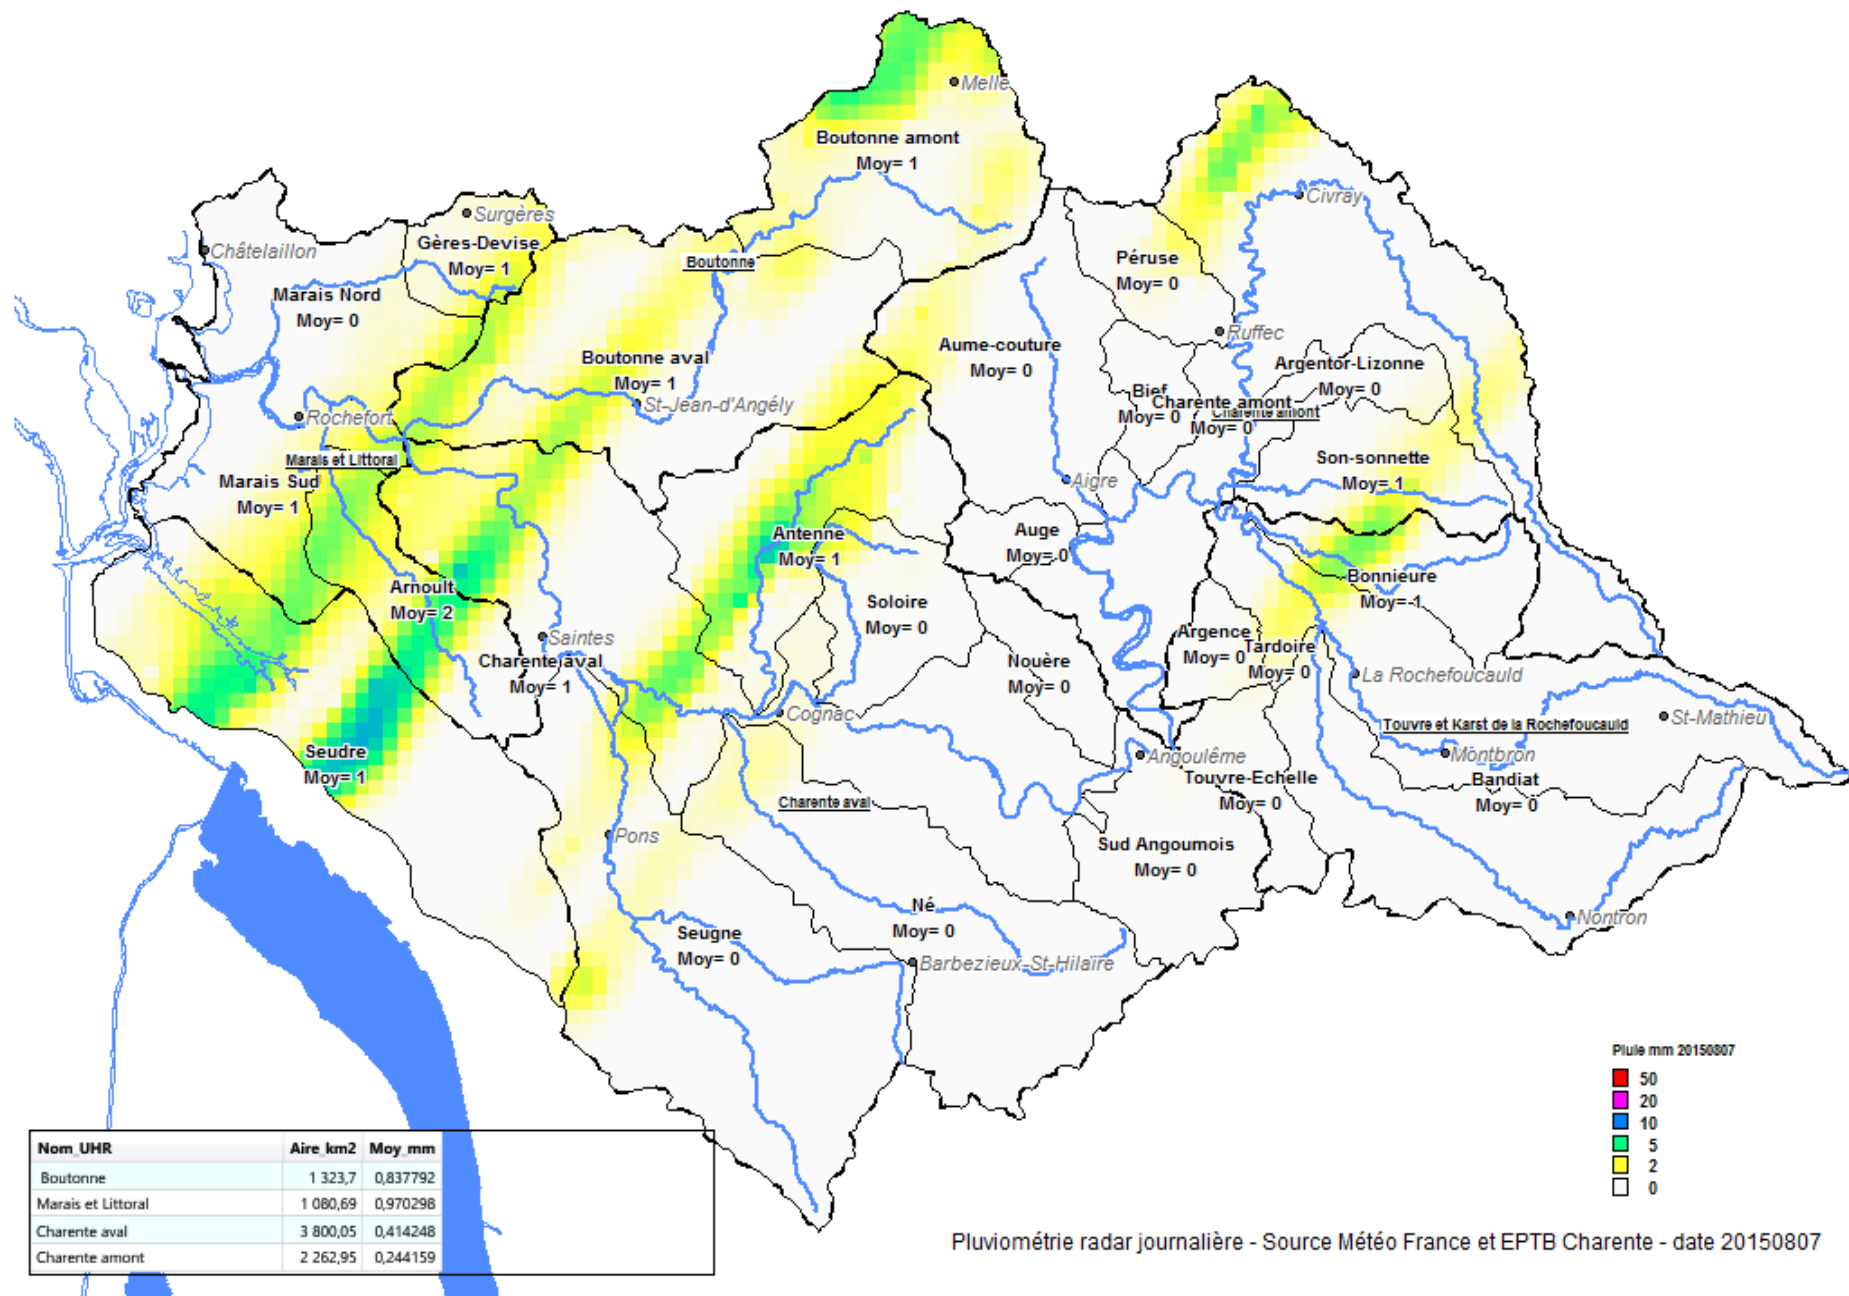 Melle
Boutonne amont
Moy= 1
Civray
Surgères
Châtelaillon
Gères-Devise
Moy= 1
Boutonne
Péruse
Moy= 0
Marais Nord
Moy= 0
Ruffec
Boutonne aval
Moy= 1
Aume-couture
Moy= 0
Argentor-Lizonne
Moy= 0
Bief
Moy= 0
Charente amont
Moy= 0
Charente amont
St-Jean-d'Angély
Rochefort
Marais et Littoral
Marais Sud
Moy= 1
Son-sonnette
Moy= 1
Aigre
Antenne
Moy= 1
Auge
Moy= 0
Arnoult
Moy= 2
Bonnieure
Moy= 1
Soloire
Moy= 0
Saintes
Charente aval
Moy= 1
Argence
Moy= 0
Tardoire
Moy= 0
Nouère
Moy= 0
La Rochefoucauld
Cognac
St-Mathieu
Touvre et Karst de la Rochefoucauld
Seudre
Moy= 1
Angoulême
Montbron
Touvre-Echelle
Moy= 0
Bandiat
Moy= 0
Charente aval
Pons
Sud Angoumois
Moy= 0
Né
Moy= 0
Nontron
Seugne
Moy= 0
Barbezieux-St-Hilaire
Pluie mm 20150807
50
20
10
5
2
0
Nom_UHR Aire_km2 Moy_mm
Boutonne 1 323,7 0,837792
Marais et Littoral 1 080,69 0,970298
Charente aval 3 800,05 0,414248
Charente amont 2 262,95 0,244159
Pluviométrie radar journalière - Source Météo France et EPTB Charente - date 20150807